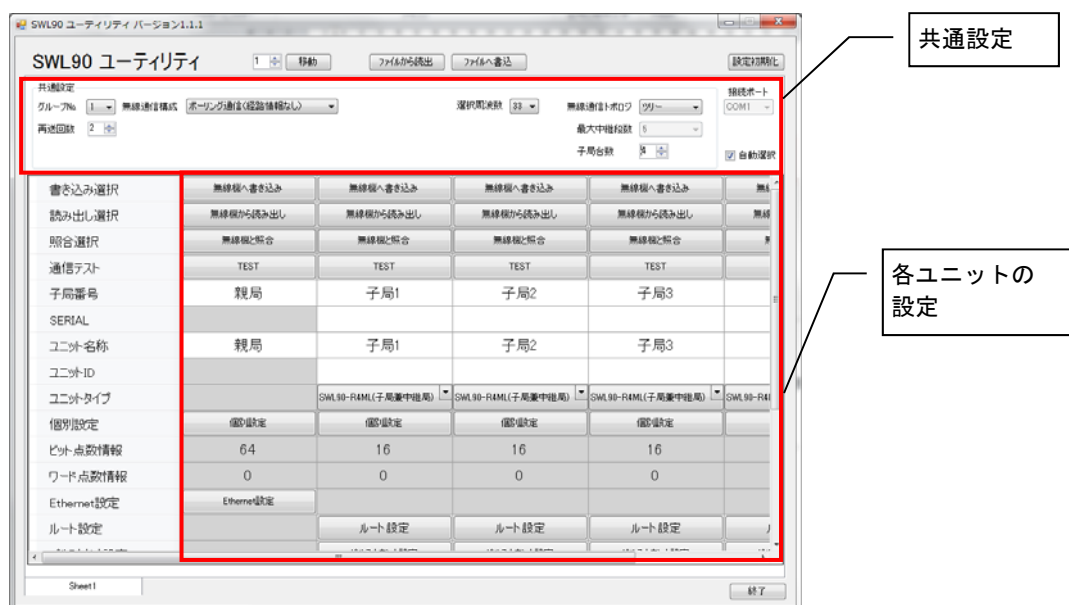 SWL90 ユーティリティ バージョン1.1.1
SWL90 ユーティリティ 1 移動 ファイルから読出 ファイルへ書込 設定初期化
共通設定
共通設定
グループNo 1 無線通信構成 ポーリング通信(経路情報なし) 選択周波数 33 無線通信トポロジ ツリー 接続ポート
COM1
再送回数 2 最大中継段数 5
子局台数 4 自動選択
書き込み選択 無線機へ書き込み 無線機へ書き込み 無線機へ書き込み 無線機へ書き込み
読み出し選択 無線機から読み出し 無線機から読み出し 無線機から読み出し 無線機から読み出し
照合選択 無線機と照合 無線機と照合 無線機と照合 無線機と照合
通信テスト TEST TEST TEST TEST
子局番号 親局 子局1 子局2 子局3
SERIAL
ユニット名称 親局 子局1 子局2 子局3
ユニットID
ユニットタイプ SWL90-R4ML(子局兼中継局) SWL90-R4ML(子局兼中継局) SWL90-R4ML(子局兼中継局) SWL90-R4
個別設定 個別設定 個別設定 個別設定 個別設定
ビット点数情報 64 16 16 16
ワード点数情報 0 0 0 0
Ethernet設定 Ethernet設定
ルート設定 ルート設定 ルート設定 ルート設定
Sheet1
終了
各ユニットの
設定